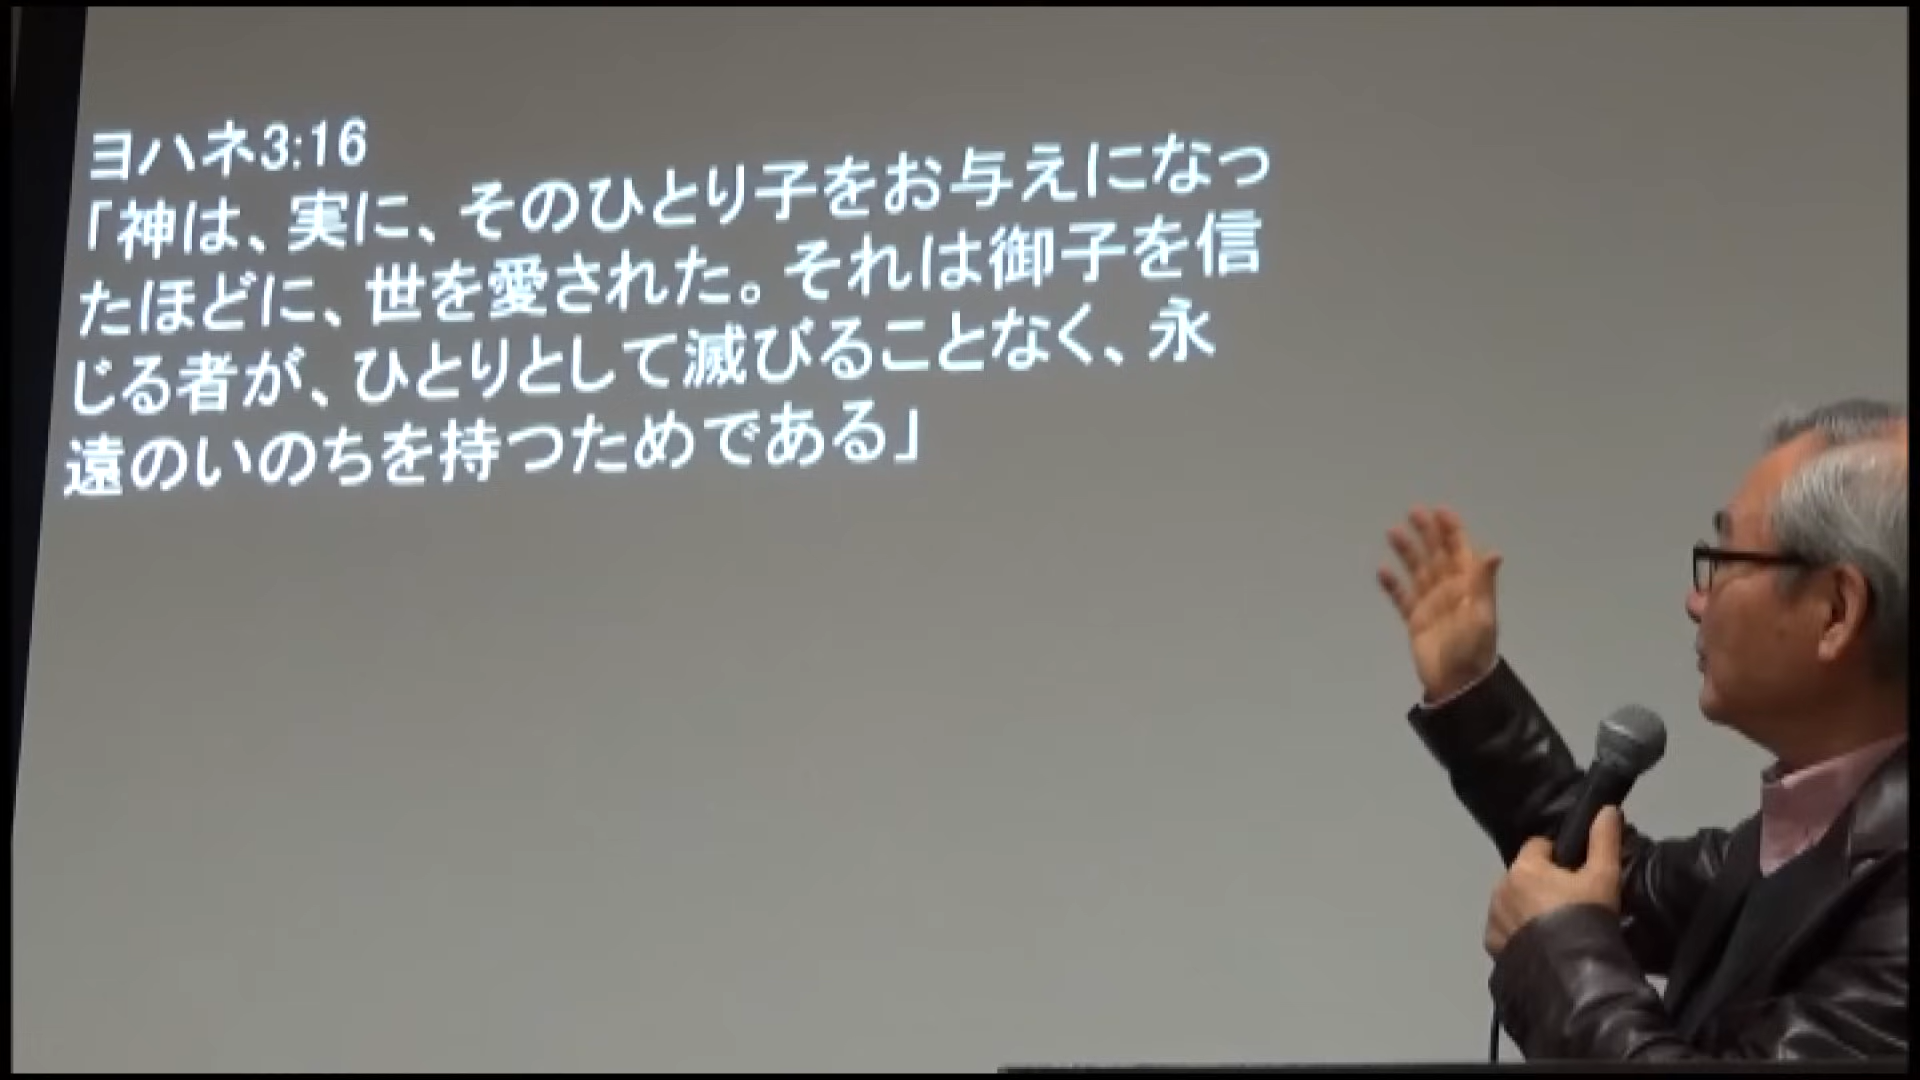 ヨハネ3:16
「神は、実に、そのひとり子をお与えになっ
たほどに、世を愛された。それは御子を信
じる者が、ひとりとして滅びることなく、永
遠のいのちを持つためである」